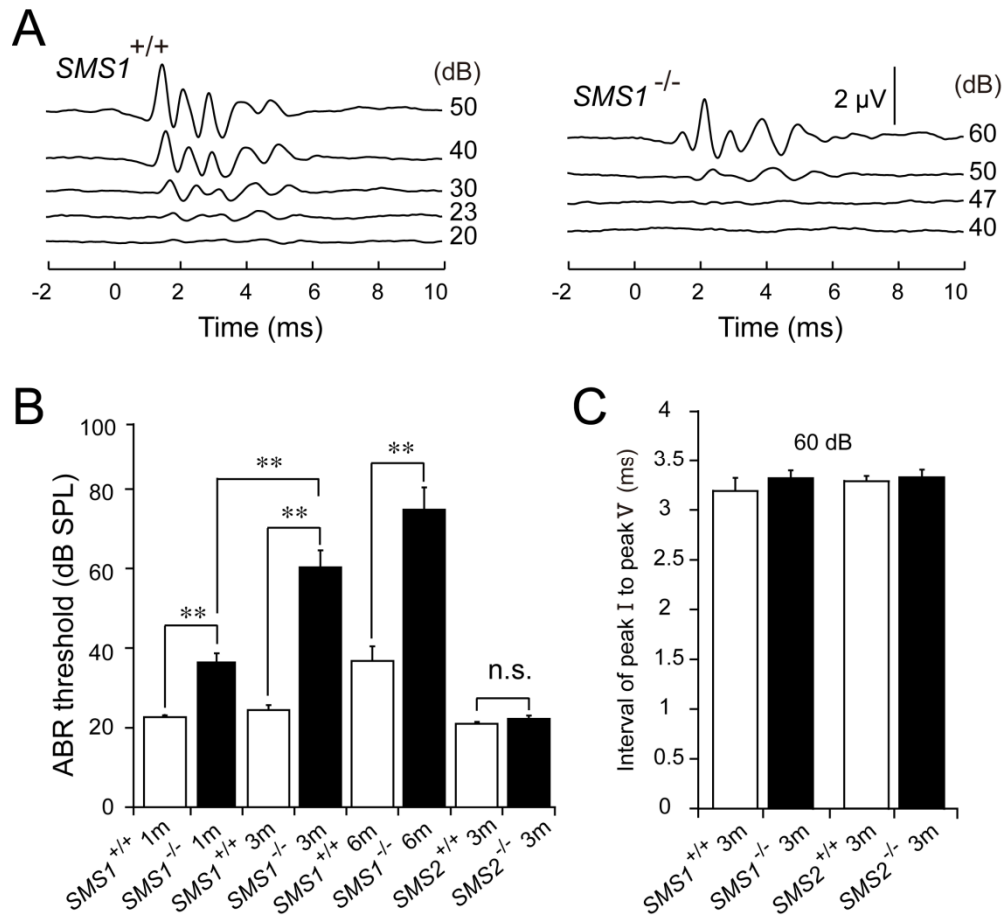 A
SMS1 +/+
(dB)
50
40
30
23
20
-2 0 2 4 6 8 10
Time (ms)
SMS1 -/-
2 µV
(dB)
60
50
47
40
-2 0 2 4 6 8 10
Time (ms)
B
ABR threshold (dB SPL)
100
80
60
40
20
0
**
**
**
**
n.s.
SMS1 +/+ 1m
SMS1 -/- 1m
SMS1 +/+ 3m
SMS1 -/- 3m
SMS1 +/+ 6m
SMS1 -/- 6m
SMS2 +/+ 3m
SMS2 -/- 3m
C
Interval of peak I to peak V (ms)
4
3.5
3
2.5
2
1.5
1
0.5
0
60 dB
SMS1 +/+ 3m
SMS1 -/- 3m
SMS2 +/+ 3m
SMS2 -/- 3m